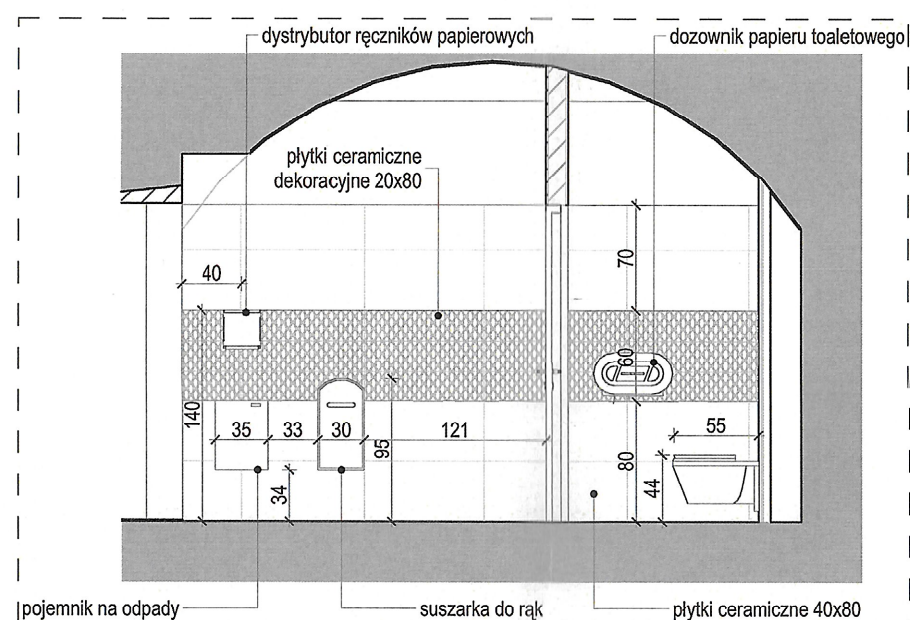 dystrybutor ręczników papierowych
dozownik papieru toaletowego
płytki ceramiczne
dekoracyjne 20x80
40
70
60
140
35
33
30
95
121
55
80
44
34
pojemnik na odpady
suszarka do rąk
płytki ceramiczne 40x80